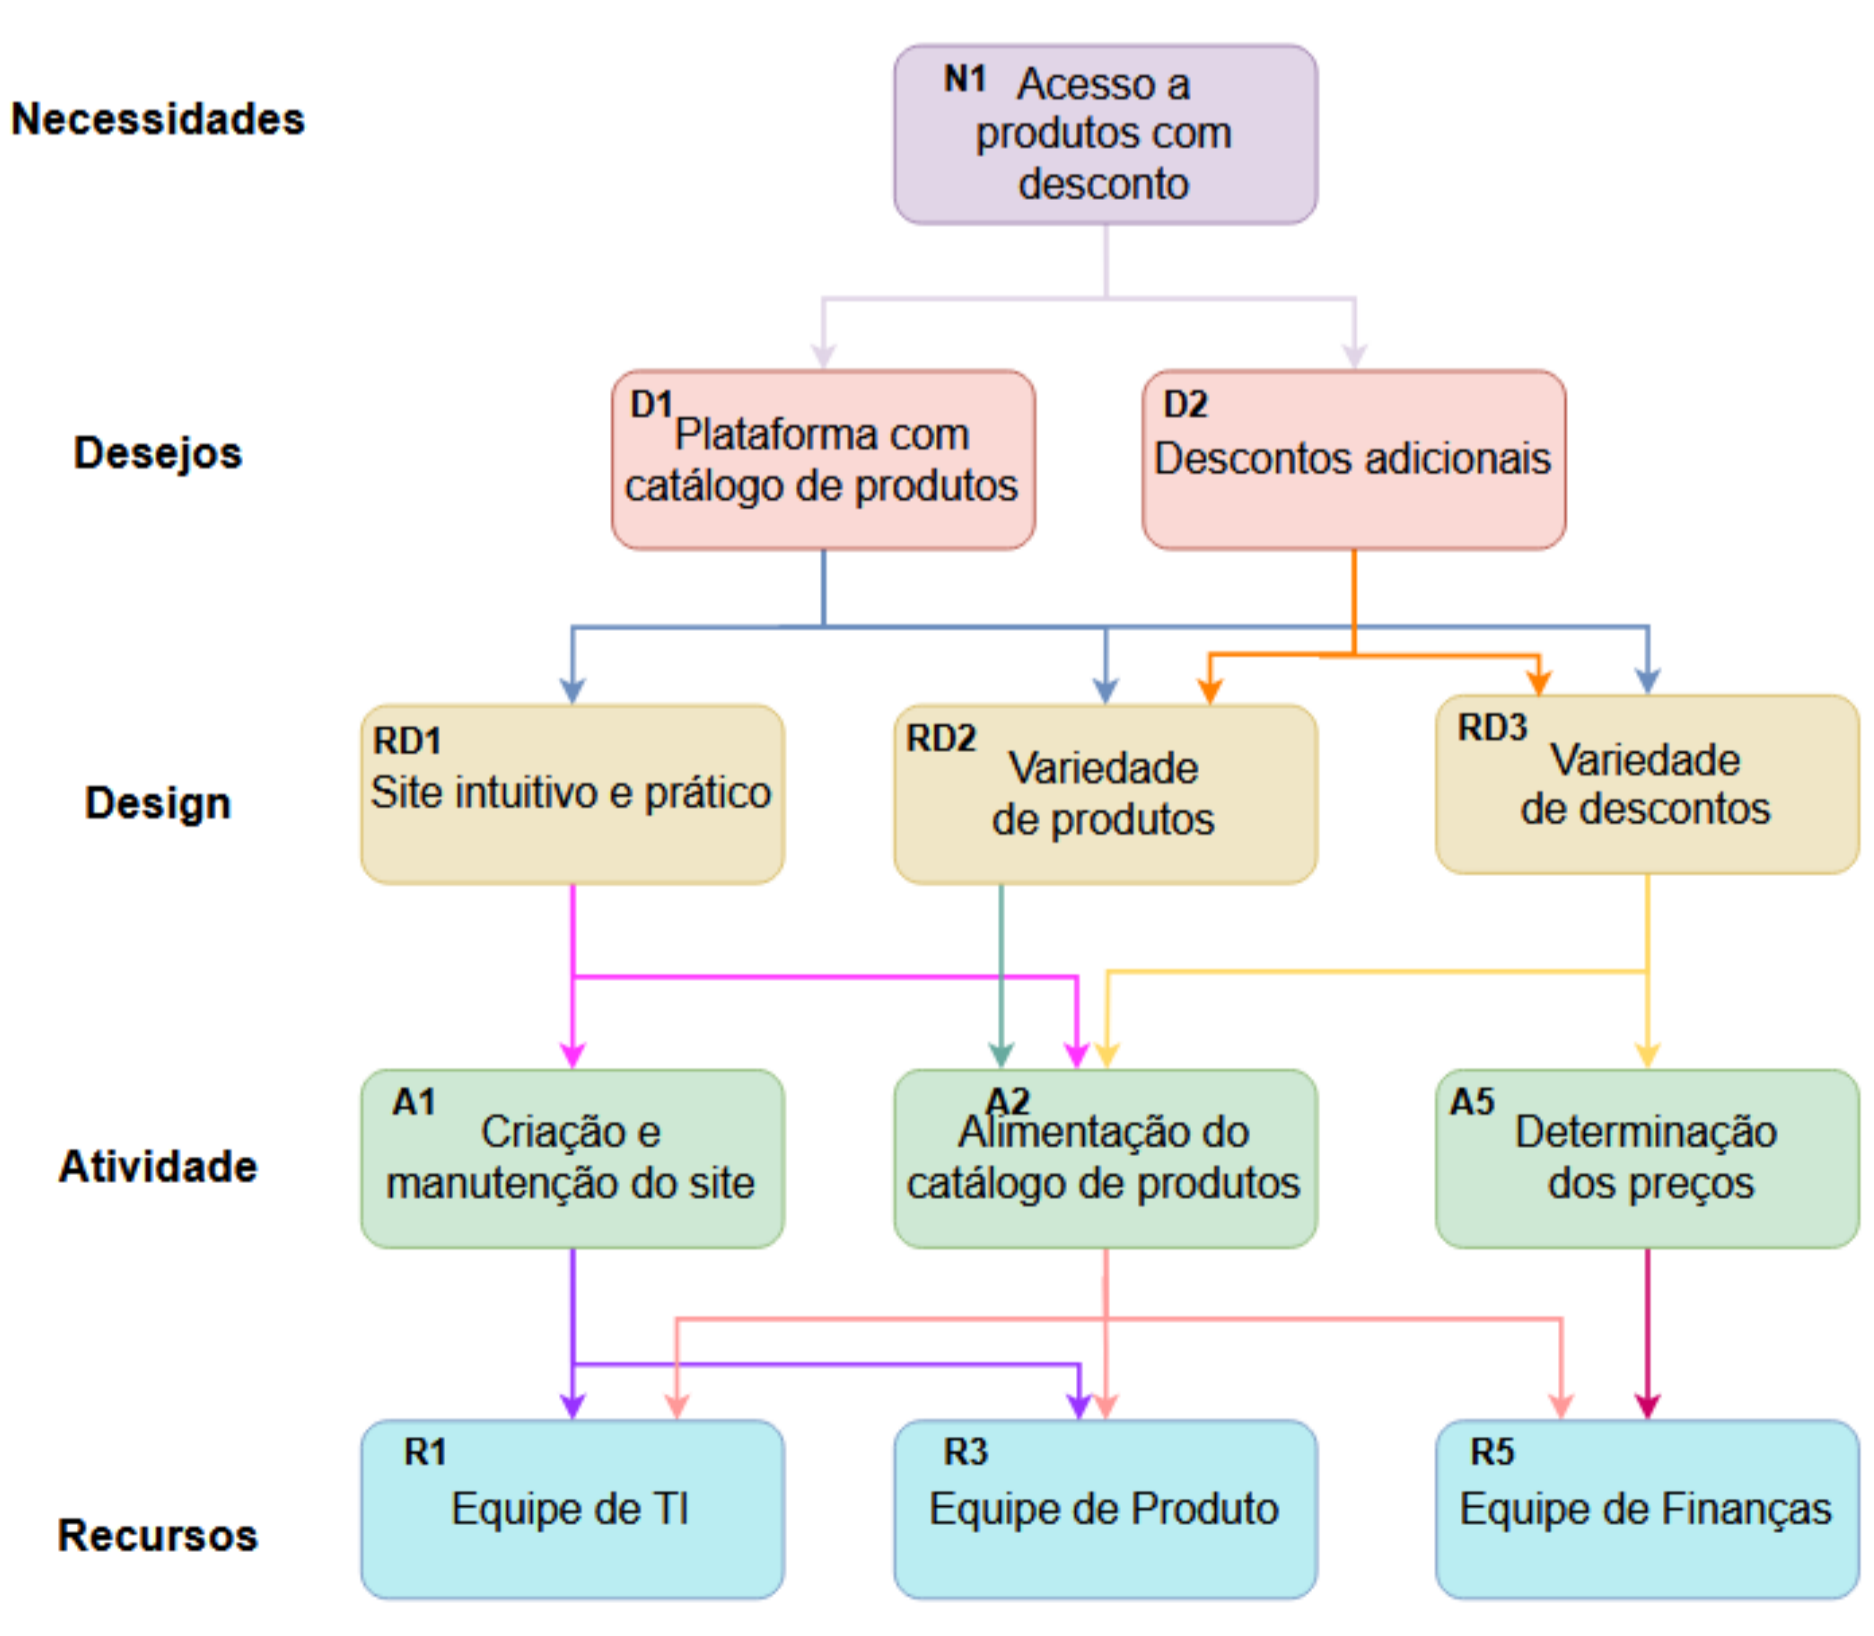 Necessidades
N1 Acesso a
produtos com
desconto
Desejos
D1
Plataforma com
catálogo de produtos
D2
Descontos adicionais
Design
RD1
Site intuitivo e prático
RD2
Variedade
de produtos
RD3
Variedade
de descontos
Atividade
A1
Criação e
manutenção do site
A2
Alimentação do
catálogo de produtos
A5
Determinação
dos preços
Recursos
R1
Equipe de TI
R3
Equipe de Produto
R5
Equipe de Finanças